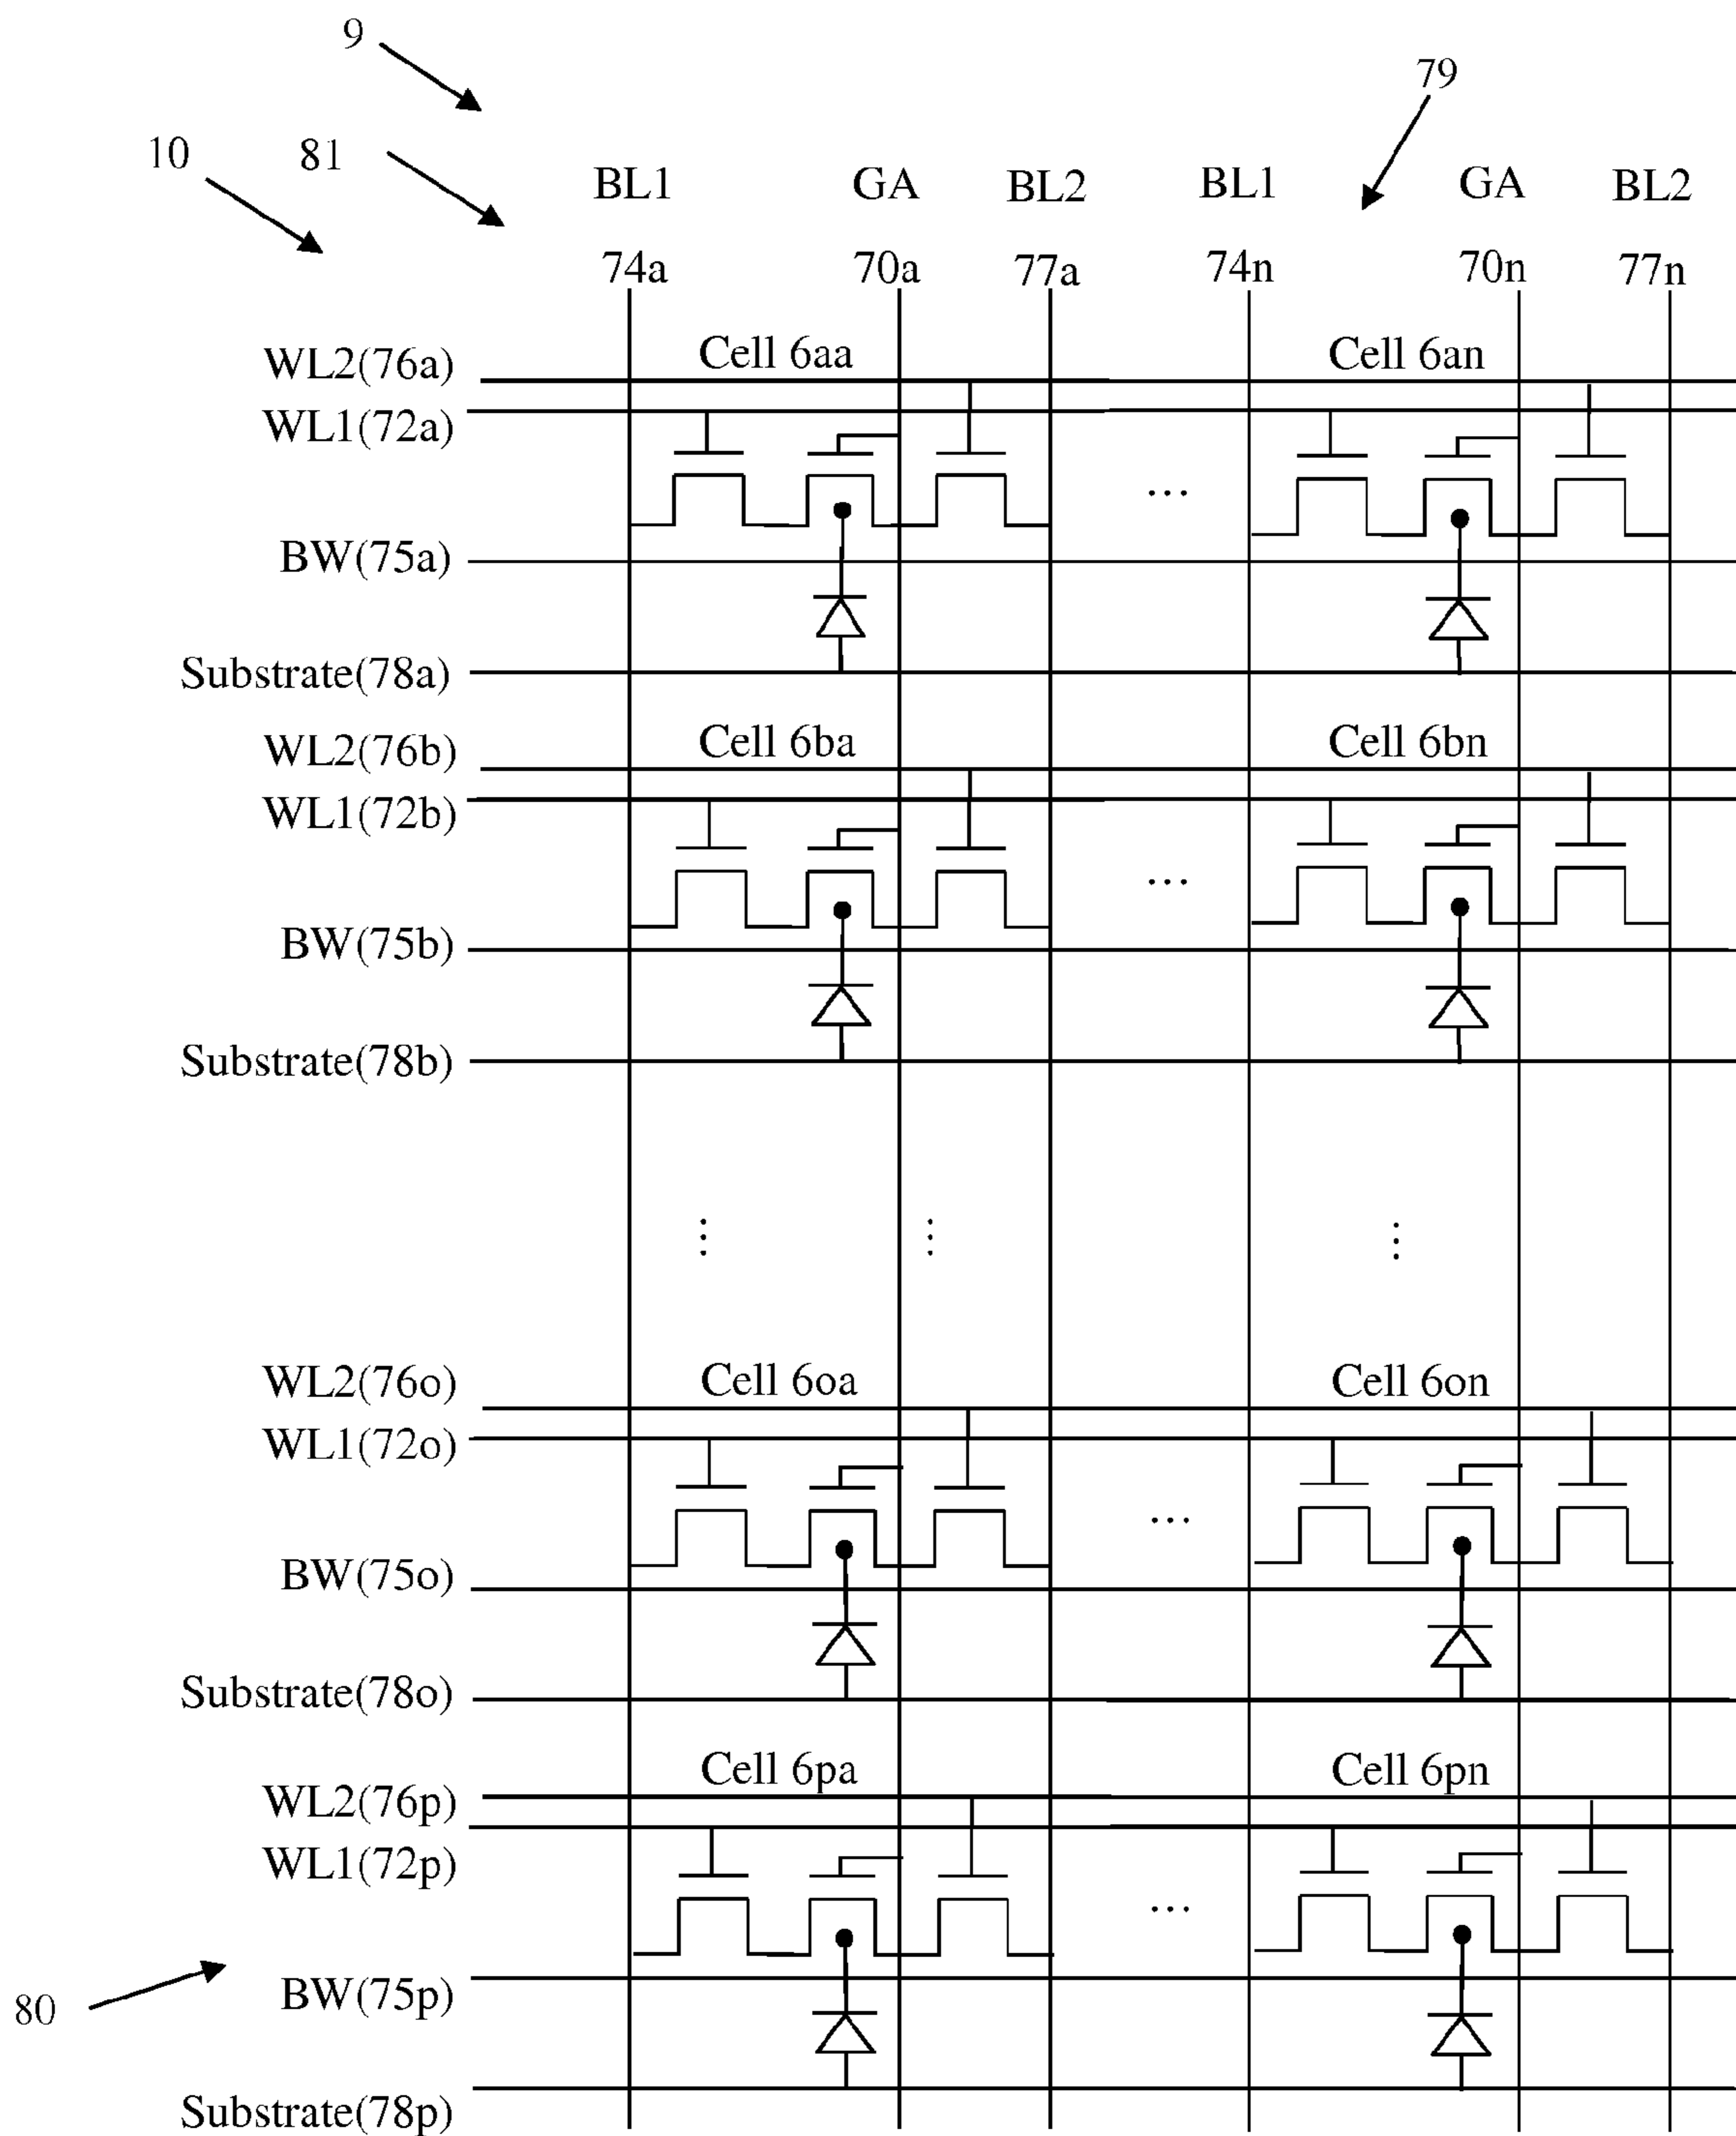 9
79
10
81
BL1 GA BL2 BL1 GA BL2
74a 70a 77a 74n 70n 77n
WL2(76a) Cell 6aa Cell 6an
WL1(72a)
...
BW(75a)
Substrate(78a)
WL2(76b) Cell 6ba Cell 6bn
WL1(72b)
...
BW(75b)
Substrate(78b)
⋮ ⋮ ⋮
WL2(76o) Cell 6oa Cell 6on
WL1(72o)
...
BW(75o)
Substrate(78o)
Cell 6pa Cell 6pn
WL2(76p)
WL1(72p)
...
BW(75p)
80
Substrate(78p)